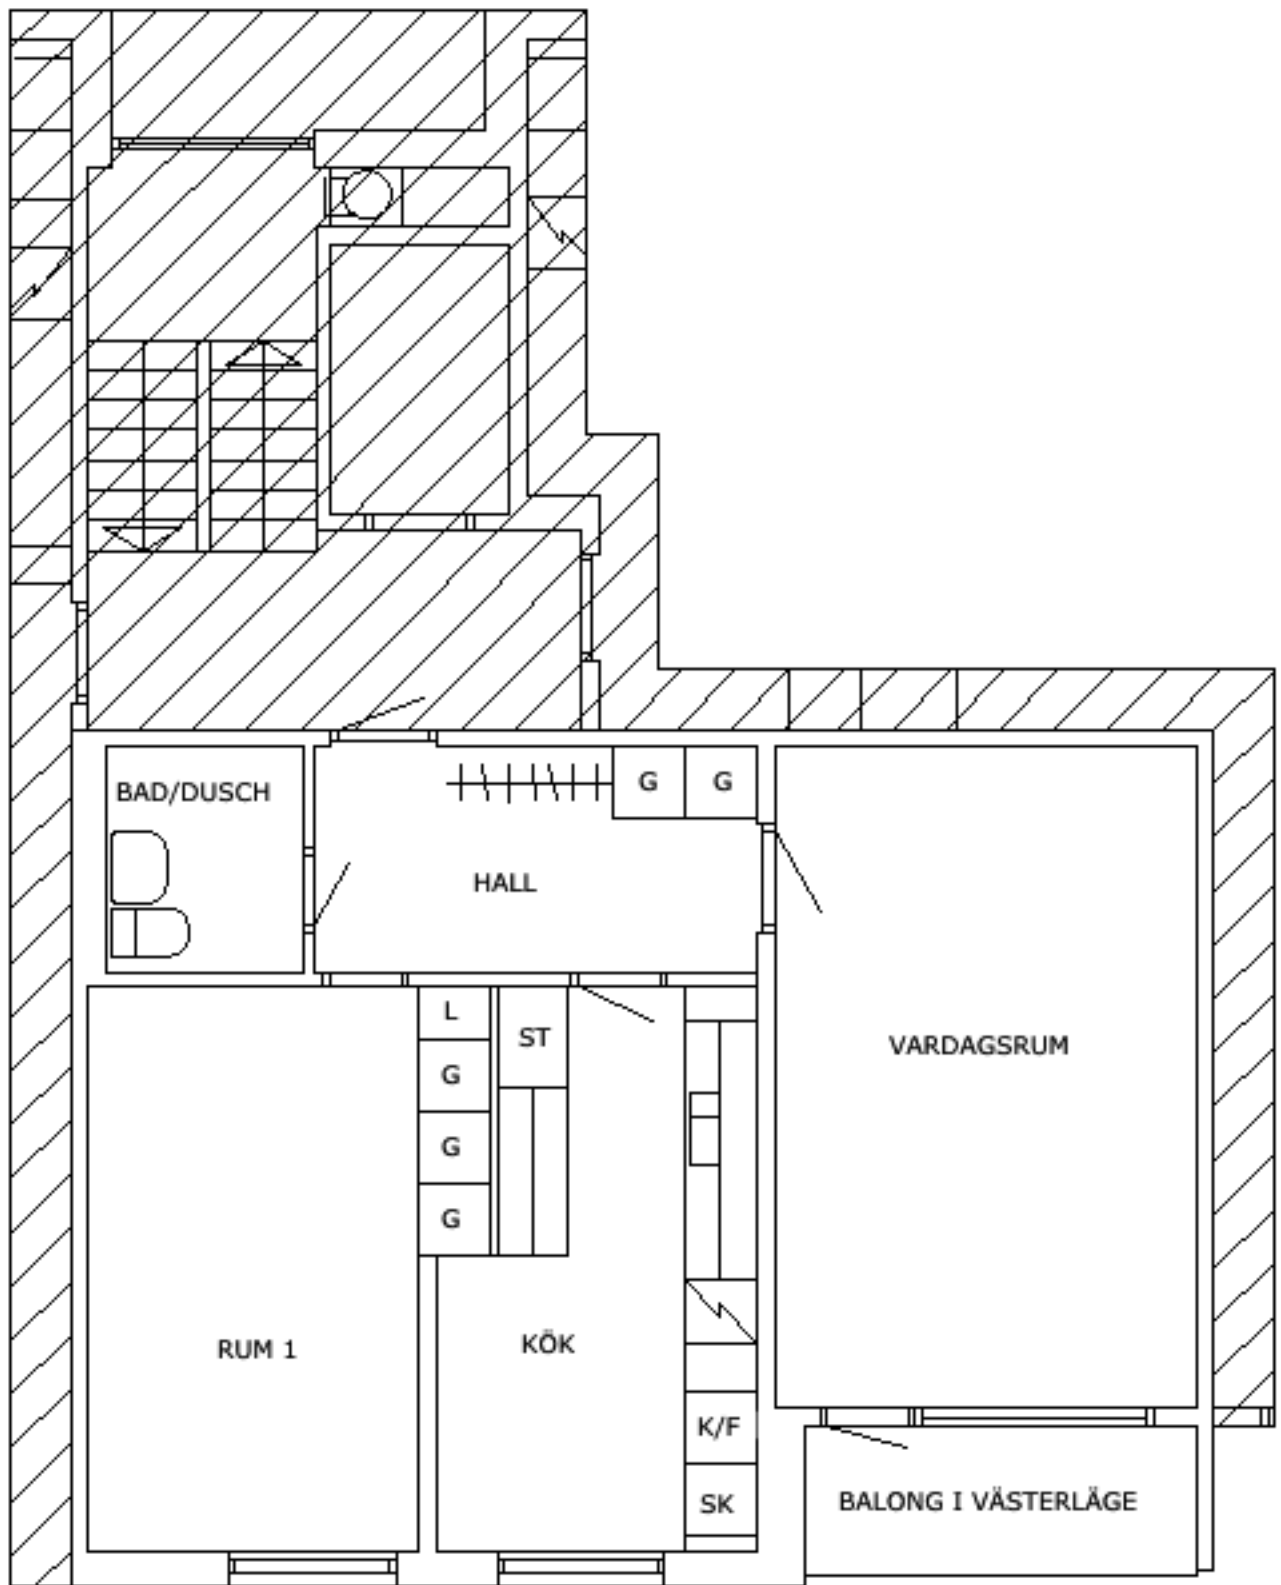 BAD/DUSCH
G
G
HALL
L
ST
G
G
G
VARDAGSRUM
RUM 1
KÖK
K/F
SK
BALONG I VÄSTERLÄGE